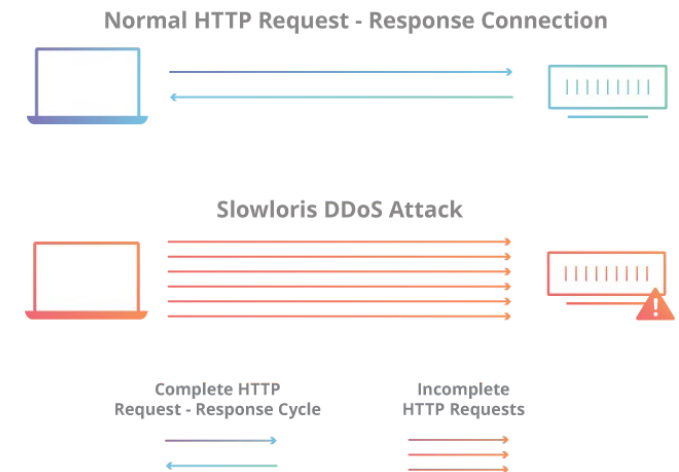 Normal HTTP Request - Response Connection
Slowloris DDoS Attack
!
Complete HTTP
Request - Response Cycle
Incomplete
HTTP Requests